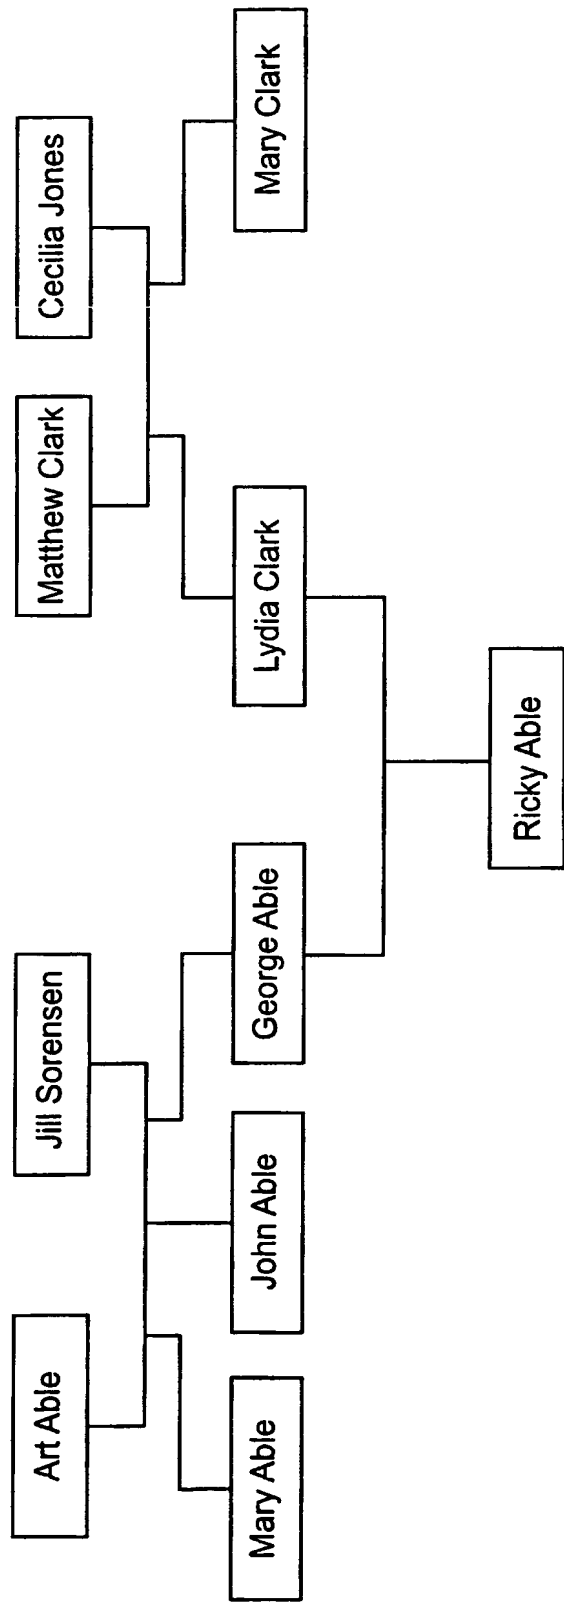 Art Able
Jill Sorensen
Matthew Clark
Cecilia Jones
Mary Able
John Able
George Able
Lydia Clark
Mary Clark
Ricky Able